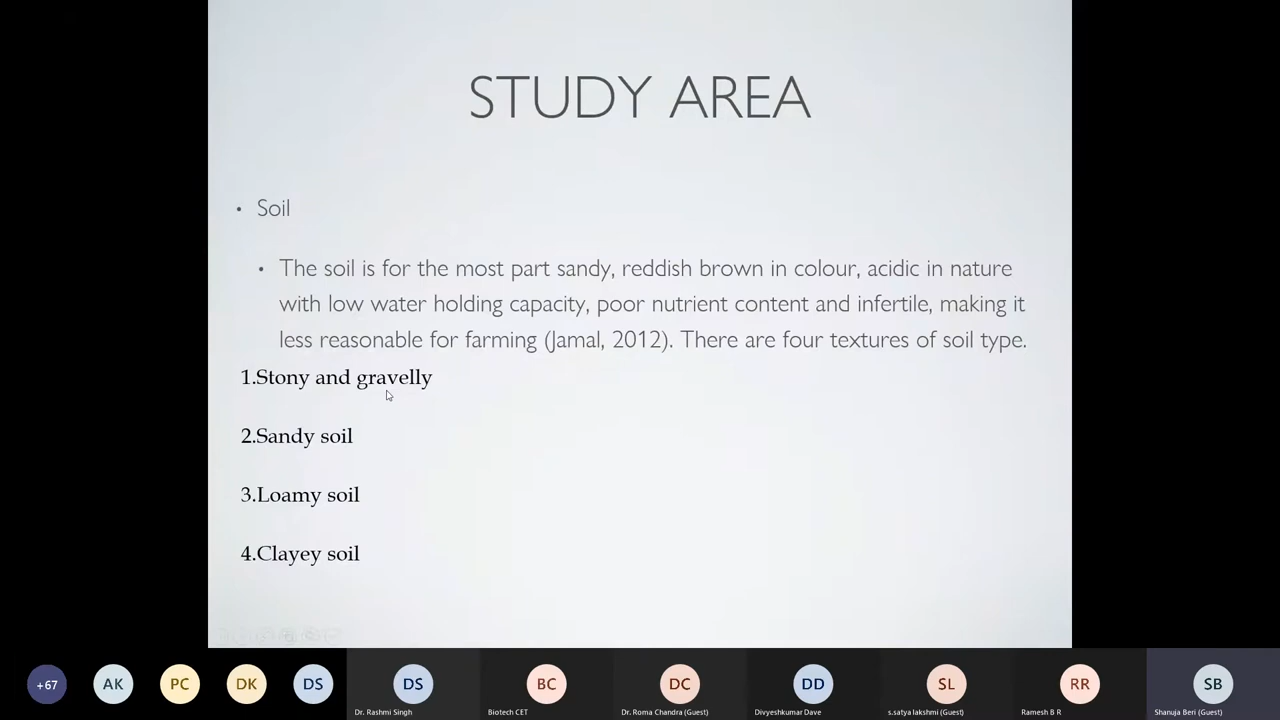 STUDY AREA
• Soil
• The soil is for the most part sandy, reddish brown in colour, acidic in nature
with low water holding capacity, poor nutrient content and infertile, making it
less reasonable for farming (Jamal, 2012). There are four textures of soil type.
1.Stony and gravelly
2.Sandy soil
3.Loamy soil
4.Clayey soil
+67 AK PC DK DS DS BC DC DD SL RR SB
Dr. Rashmi Singh Biotech CET Dr. Roma Chandra (Guest) Divyeshkumar Dave s.satya lakshmi (Guest) Ramesh B R Shanuja Beri (Guest)